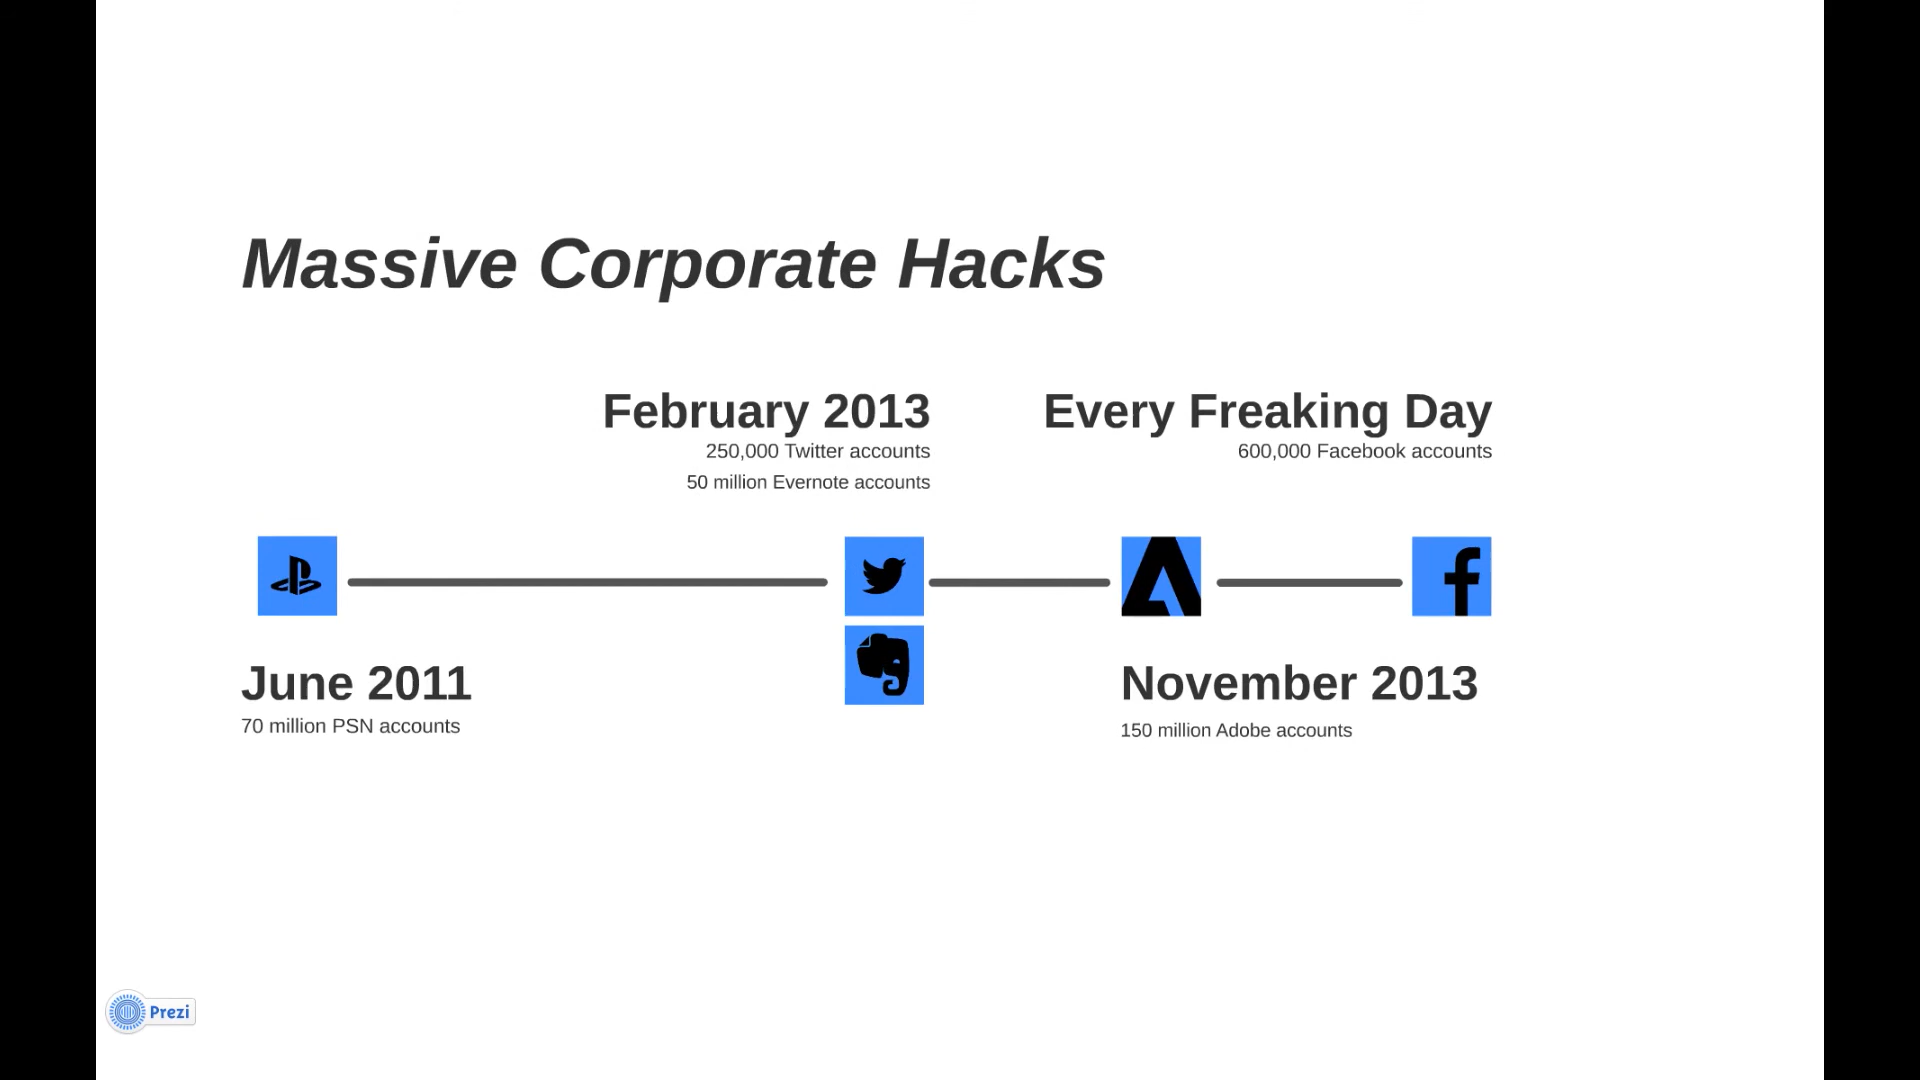 Massive Corporate Hacks
February 2013
250,000 Twitter accounts
50 million Evernote accounts
Every Freaking Day
600,000 Facebook accounts
June 2011
70 million PSN accounts
November 2013
150 million Adobe accounts
Prezi